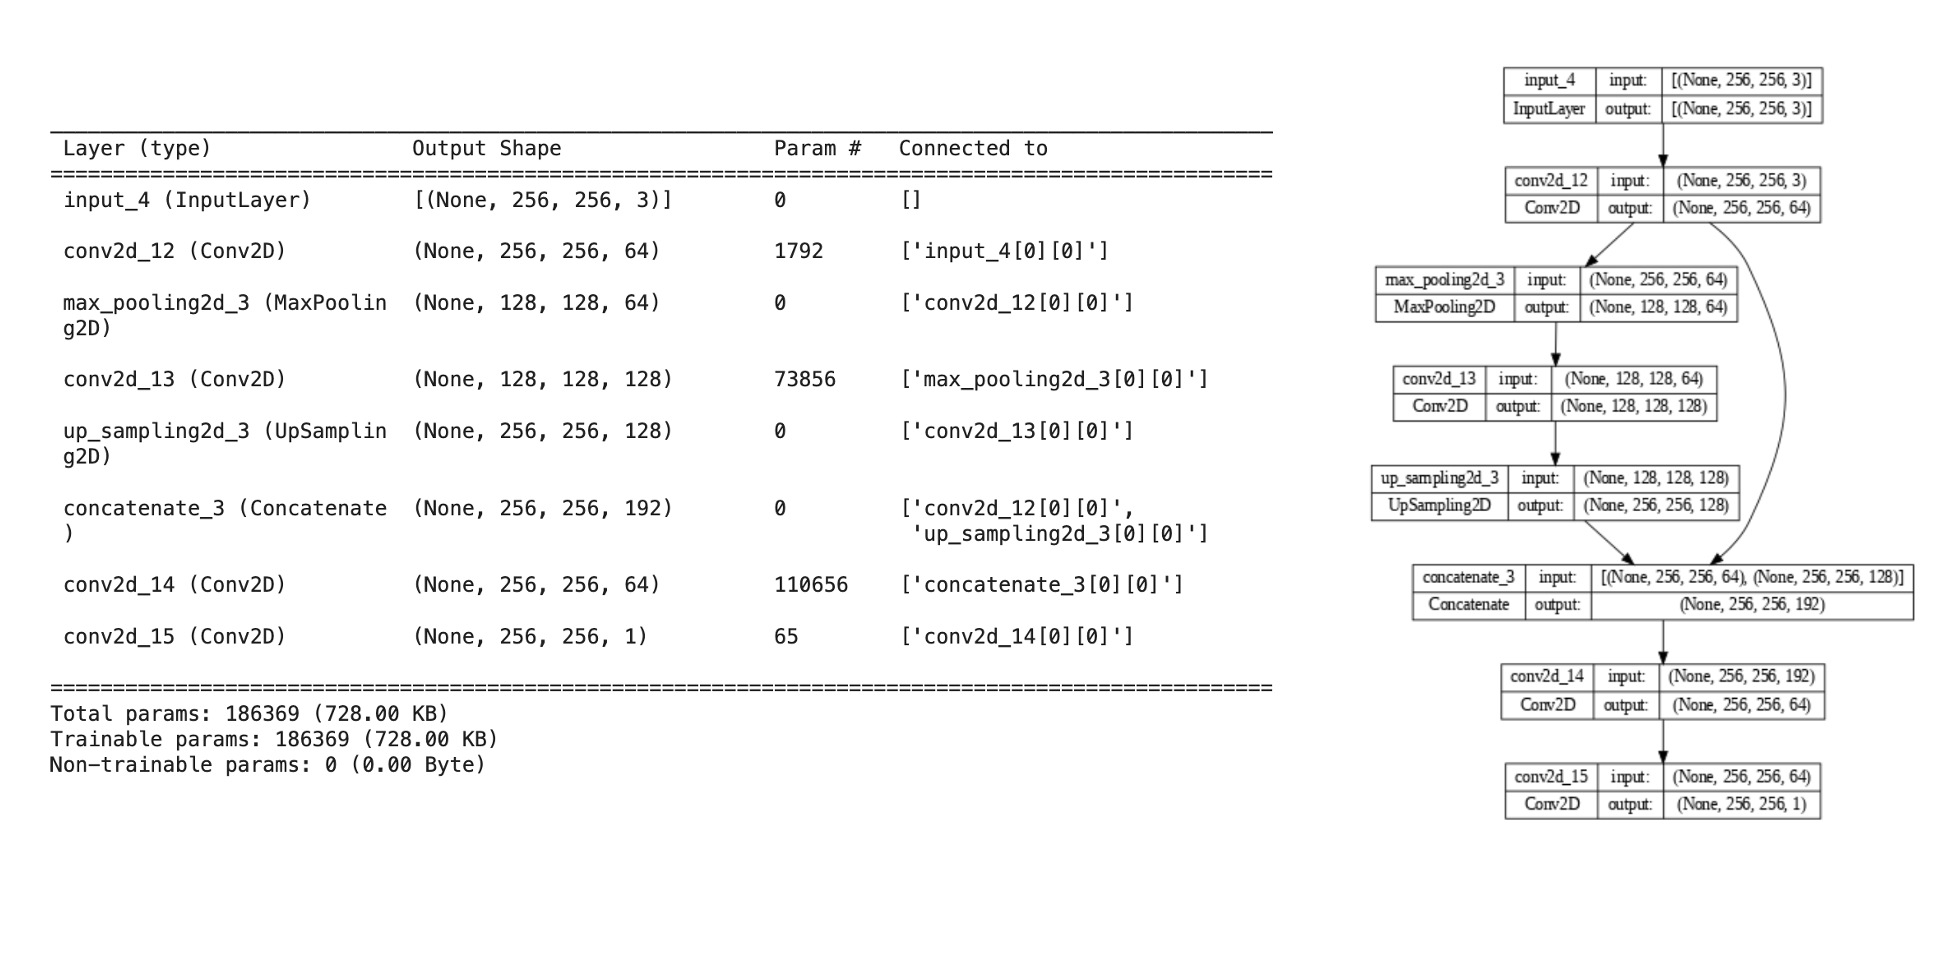 Layer (type) Output Shape Param # Connected to
==================================================================================================
input_4 (InputLayer) [(None, 256, 256, 3)] 0 []
conv2d_12 (Conv2D) (None, 256, 256, 64) 1792 ['input_4[0][0]']
max_pooling2d_3 (MaxPoolin (None, 128, 128, 64) 0 ['conv2d_12[0][0]']
g2D)
conv2d_13 (Conv2D) (None, 128, 128, 128) 73856 ['max_pooling2d_3[0][0]']
up_sampling2d_3 (UpSamplin (None, 256, 256, 128) 0 ['conv2d_13[0][0]']
g2D)
concatenate_3 (Concatenate (None, 256, 256, 192) 0 ['conv2d_12[0][0]',
) 'up_sampling2d_3[0][0]']
conv2d_14 (Conv2D) (None, 256, 256, 64) 110656 ['concatenate_3[0][0]']
conv2d_15 (Conv2D) (None, 256, 256, 1) 65 ['conv2d_14[0][0]']
==================================================================================================
Total params: 186369 (728.00 KB)
Trainable params: 186369 (728.00 KB)
Non-trainable params: 0 (0.00 Byte)
input_4 input: [(None, 256, 256, 3)]
InputLayer output: [(None, 256, 256, 3)]
conv2d_12 input: (None, 256, 256, 3)
Conv2D output: (None, 256, 256, 64)
max_pooling2d_3 input: (None, 256, 256, 64)
MaxPooling2D output: (None, 128, 128, 64)
conv2d_13 input: (None, 128, 128, 64)
Conv2D output: (None, 128, 128, 128)
up_sampling2d_3 input: (None, 128, 128, 128)
UpSampling2D output: (None, 256, 256, 128)
concatenate_3 input: [(None, 256, 256, 64), (None, 256, 256, 128)]
Concatenate output: (None, 256, 256, 192)
conv2d_14 input: (None, 256, 256, 192)
Conv2D output: (None, 256, 256, 64)
conv2d_15 input: (None, 256, 256, 64)
Conv2D output: (None, 256, 256, 1)